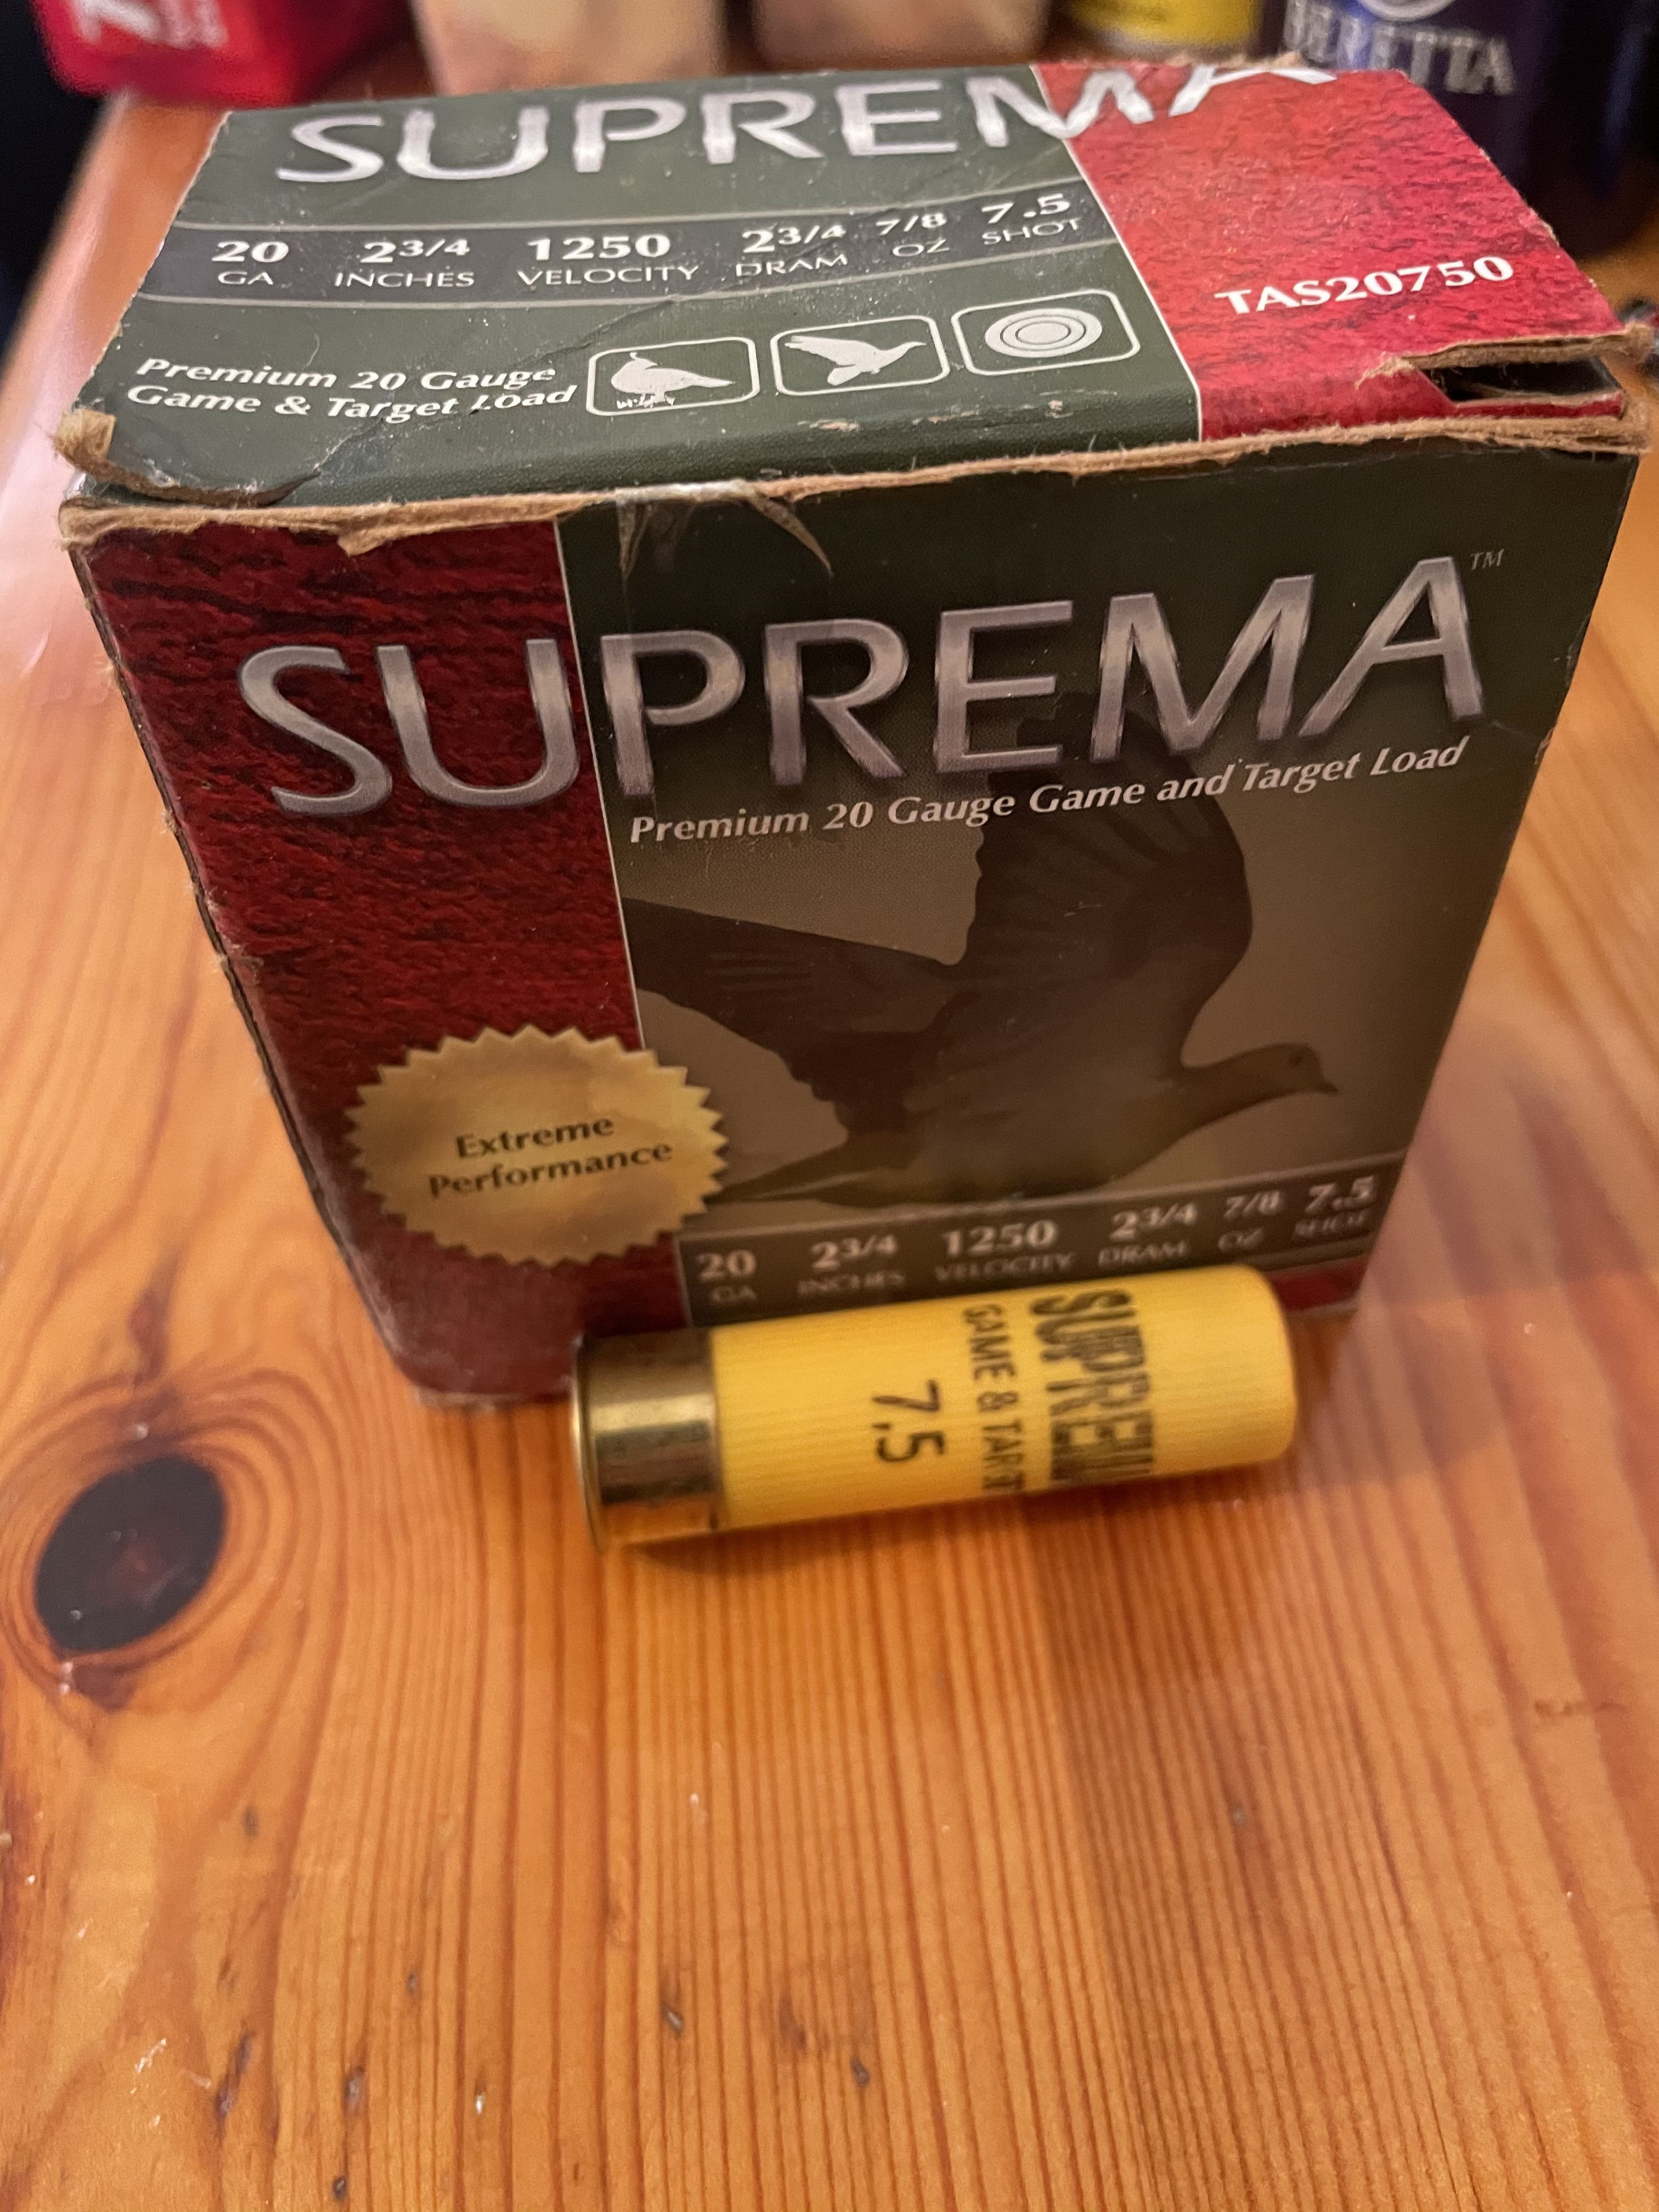 BERETTA
SUPREMA
20 2 3/4 1250 2 3/4 7/8 7.5
GA INCHES VELOCITY DRAM OZ SHOT
TAS20750
Premium 20 Gauge
Game & Target Load
SUPREMA™
Premium 20 Gauge Game and Target Load
Extreme
Performance
20 2 3/4 1250 2 3/4 7/8 7.5
GA INCHES VELOCITY DRAM OZ SHOT
SUPREMA
GAME & TART
7.5